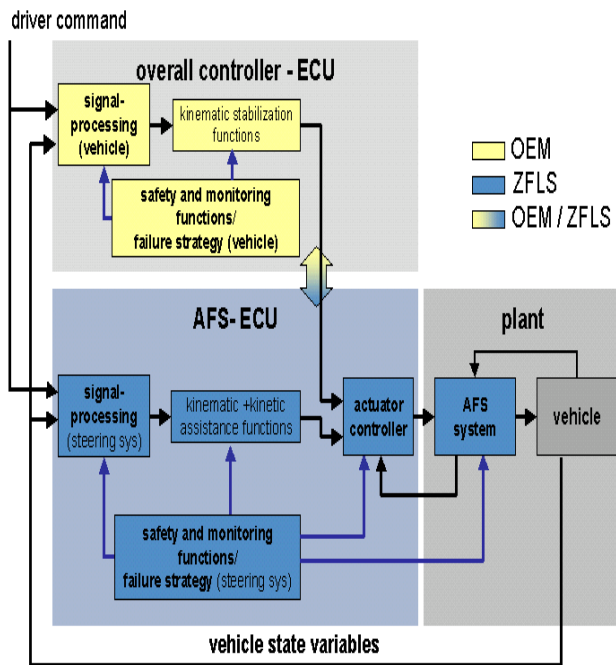 driver command
overall controller - ECU
signal-
processing
(vehicle)
kinematic stabilization
functions
safety and monitoring
functions/
failure strategy (vehicle)
OEM
ZFLS
OEM / ZFLS
AFS- ECU
plant
signal-
processing
(steering sys)
kinematic +kinetic
assistance functions
actuator
controller
AFS
system
vehicle
safety and monitoring
functions/
failure strategy (steering sys)
vehicle state variables